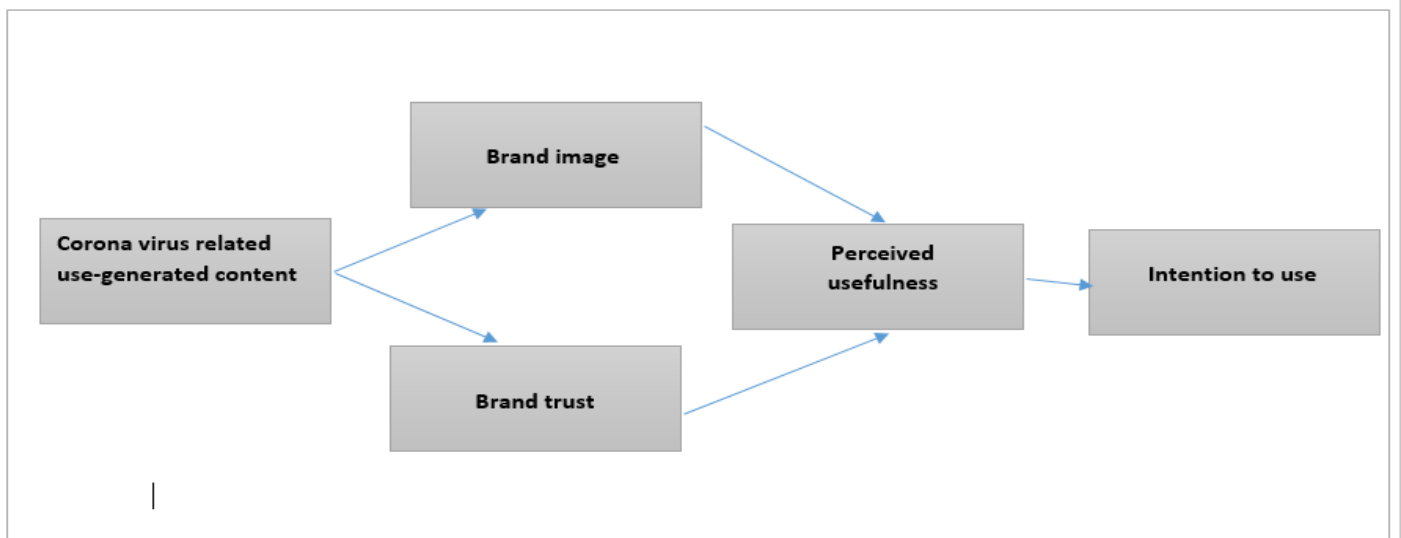 Brand image
Corona virus related
use-generated content
Perceived
usefulness
Intention to use
Brand trust